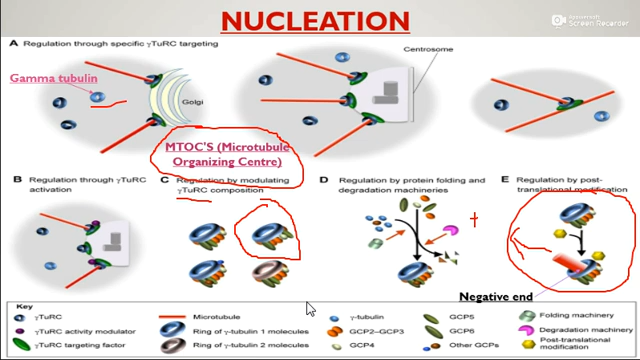 NUCLEATION
Apowersoft
Screen Recorder
A Regulation through specific γTuRC targeting
Centrosome
Gamma tubulin
Golgi
MTOC'S (Microtubule
Organizing Centre)
B Regulation through γTuRC
activation
C Regulation by modulating
γTuRC composition
D Regulation by protein folding and
degradation machineries
E Regulation by post-
translational modification
+
Negative end
Key
γTuRC
γTuRC activity modulator
γTuRC targeting factor
Microtubule
Ring of γ-tubulin 1 molecules
Ring of γ-tubulin 2 molecules
γ-tubulin
GCP2–GCP3
GCP4
GCP5
GCP6
Other GCPs
Folding machinery
Degradation machinery
Post-translational
modification